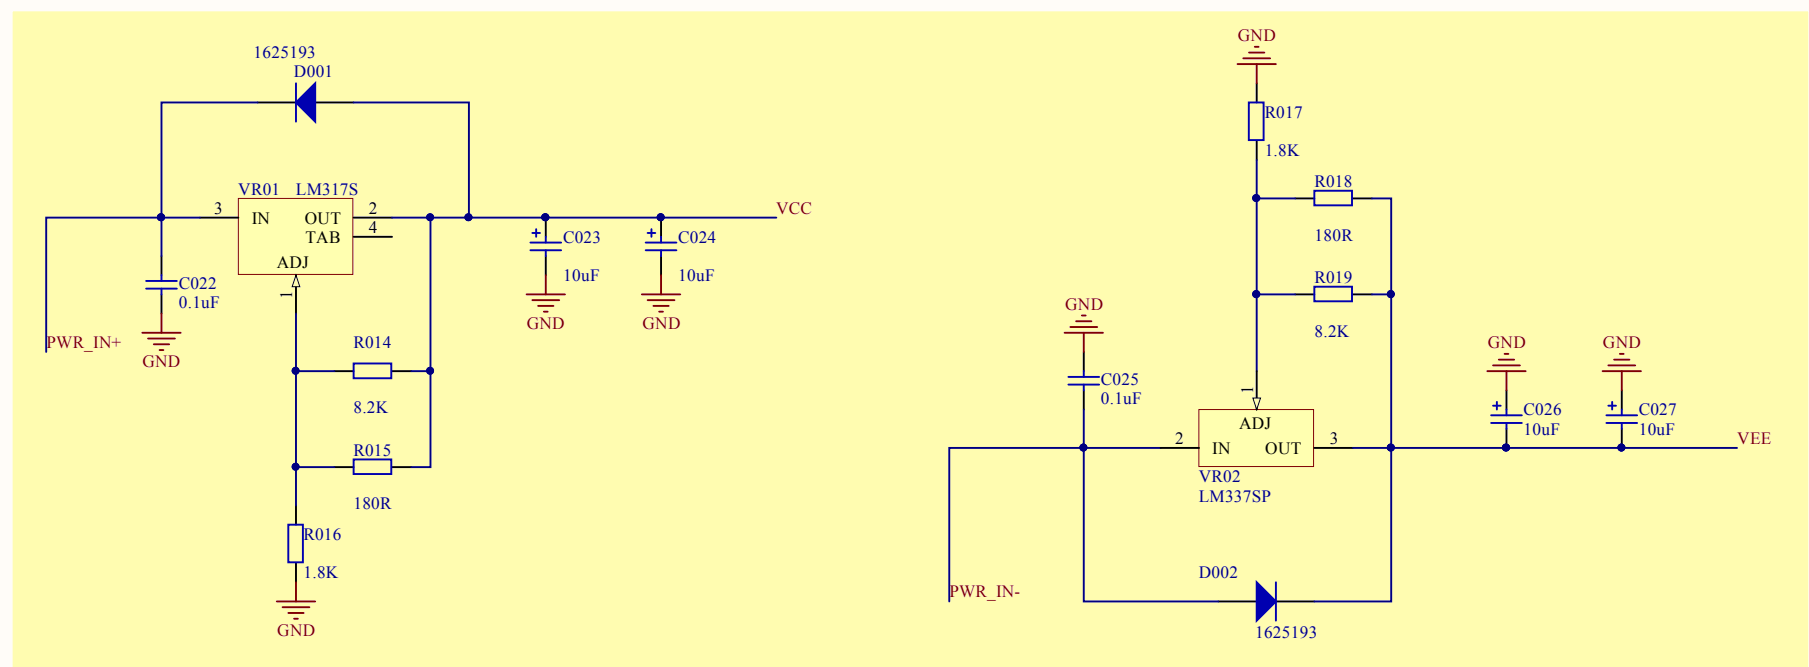 1625193
D001
VR01 LM317S
3 IN OUT 2
TAB 4
ADJ
1
VCC
C023
10uF
GND
C024
10uF
GND
C022
0.1uF
GND
PWR_IN+
R014
8.2K
R015
180R
R016
1.8K
GND
GND
R017
1.8K
R018
180R
R019
8.2K
GND
C025
0.1uF
1
ADJ
2 IN OUT 3
VR02
LM337SP
GND
C026
10uF
GND
C027
10uF
VEE
PWR_IN-
D002
1625193